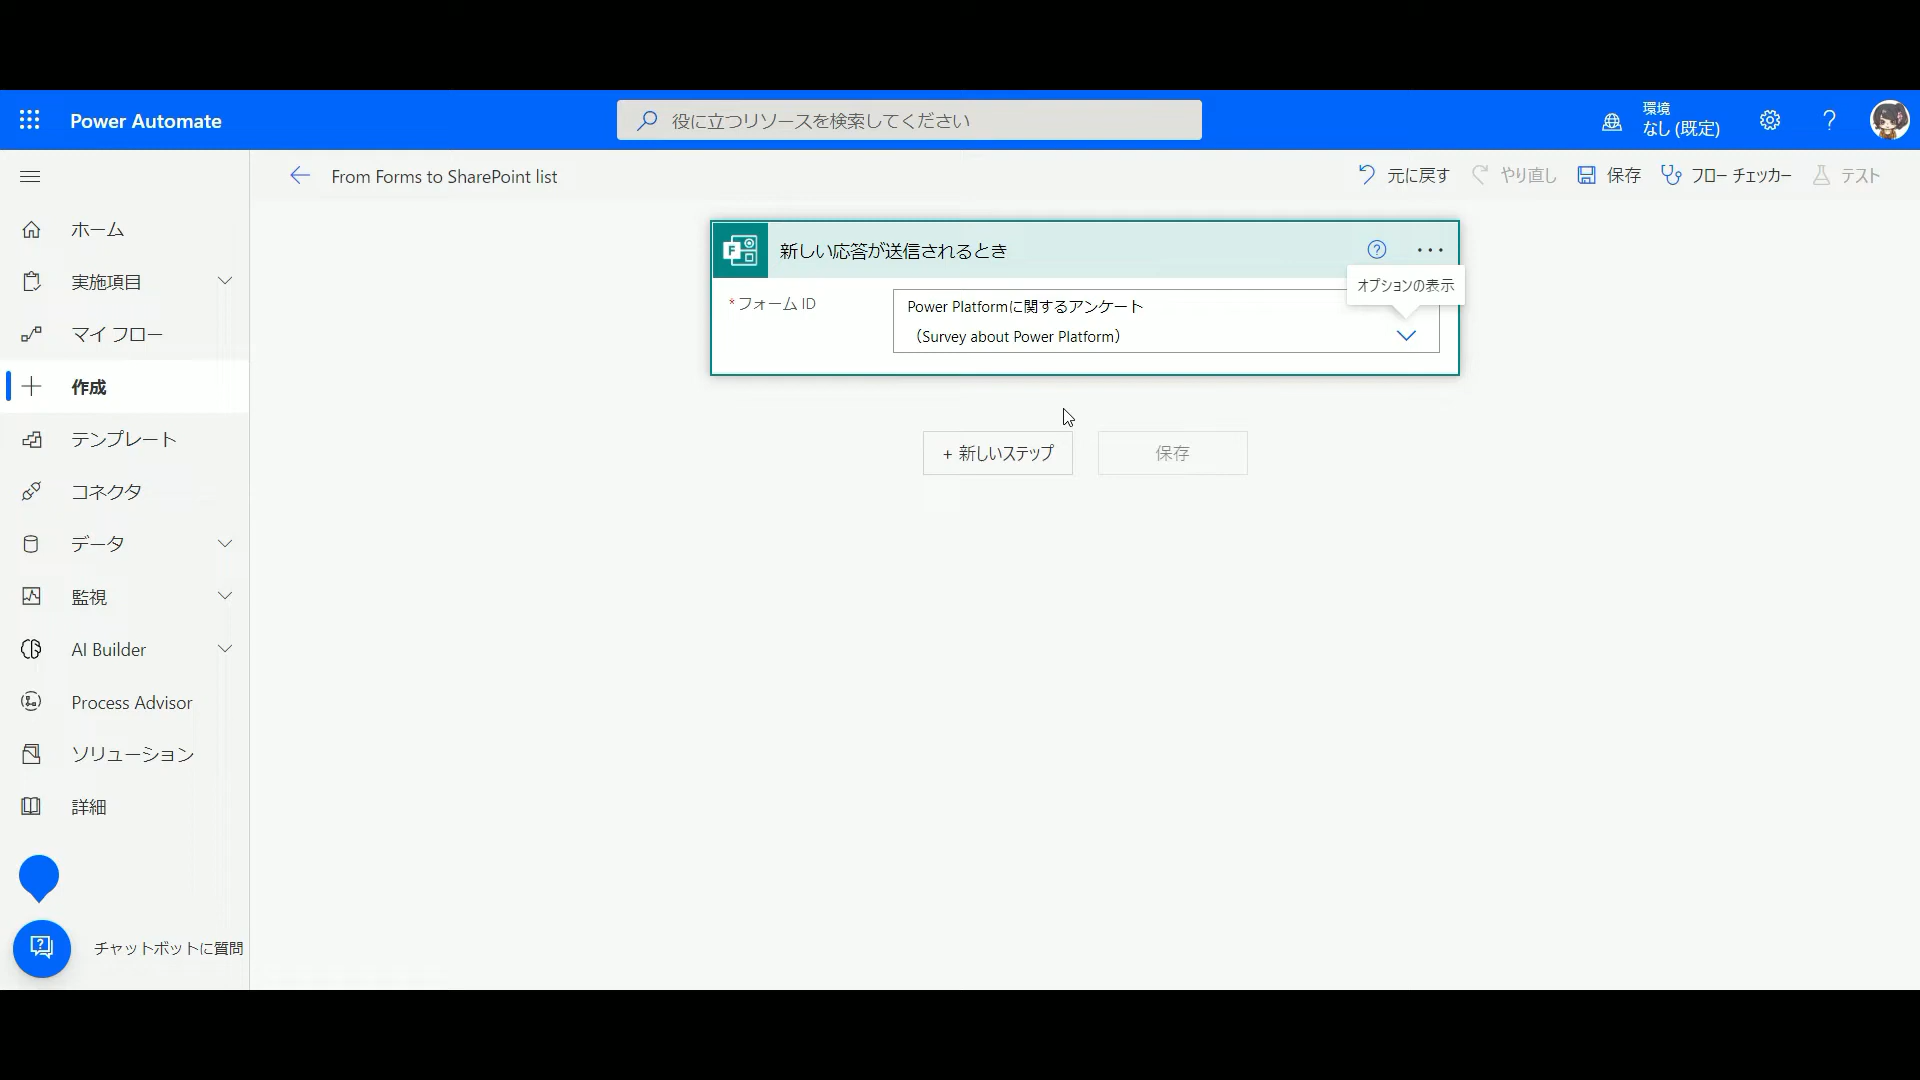 Power Automate
役に立つリソースを検索してください
環境
なし (既定)
From Forms to SharePoint list
元に戻す
やり直し
保存
フロー チェッカー
テスト
ホーム
実施項目
マイ フロー
作成
テンプレート
コネクタ
データ
監視
AI Builder
Process Advisor
ソリューション
詳細
チャットボットに質問
新しい応答が送信されるとき
オプションの表示
* フォーム ID
Power Platformに関するアンケート
（Survey about Power Platform）
+ 新しいステップ
保存